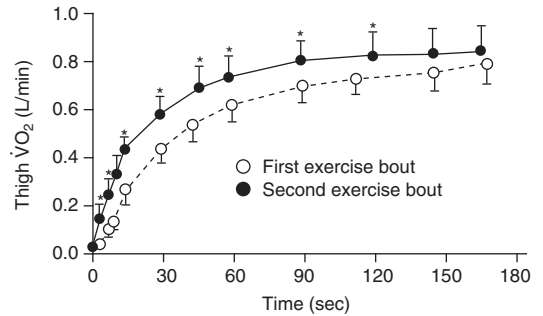 1.0
0.8
0.6
0.4
0.2
0.0
Thigh V̇O₂ (L/min)
* * * * * * * *
First exercise bout
Second exercise bout
0 30 60 90 120 150 180
Time (sec)